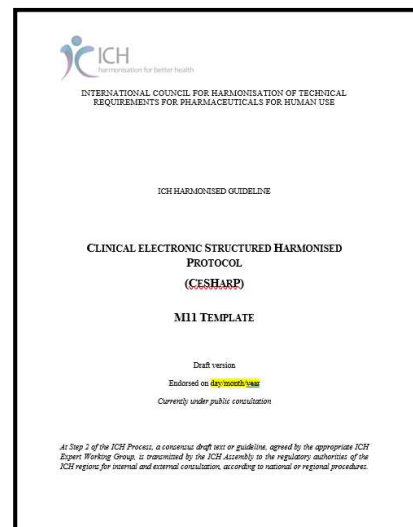 ICH
harmonisation for better health
INTERNATIONAL COUNCIL FOR HARMONISATION OF TECHNICAL
REQUIREMENTS FOR PHARMACEUTICALS FOR HUMAN USE
ICH HARMONISED GUIDELINE
CLINICAL ELECTRONIC STRUCTURED HARMONISED
PROTOCOL
(CESHARP)
M11 TEMPLATE
Draft version
Endorsed on day/month/year
Currently under public consultation
At Step 2 of the ICH Process, a consensus draft text or guideline, agreed by the appropriate ICH
Expert Working Group, is transmitted by the ICH Assembly to the regulatory authorities of the
ICH regions for internal and external consultation, according to national or regional procedures.